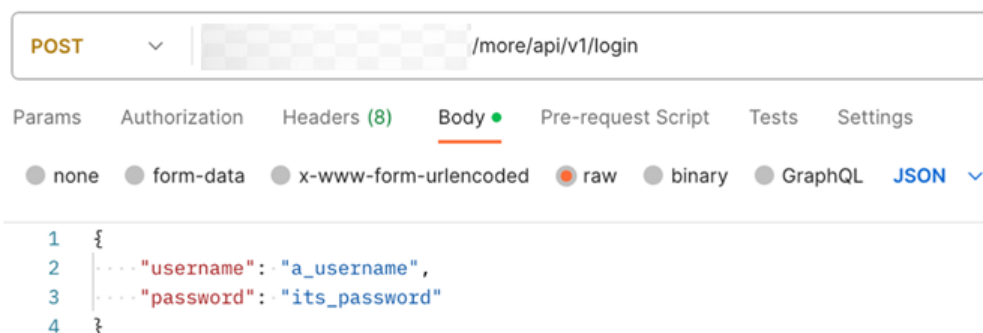 POST /more/api/v1/login
Params Authorization Headers (8) Body Pre-request Script Tests Settings
none form-data x-www-form-urlencoded raw binary GraphQL JSON
1 {
2 "username": "a_username",
3 "password": "its_password"
4 }